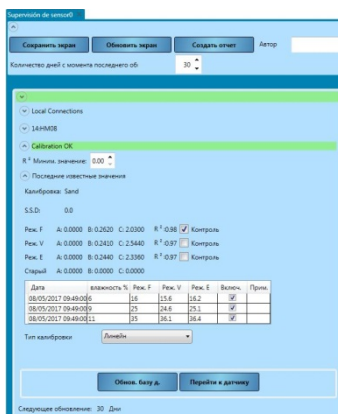 Supervisión de sensor0
Сохранить экран Обновить экран Создать отчет Автор
Количество дней с момента последнего об: 30
Local Connections
14:HM08
Calibration OK
R ² Миним. значение: 0.00
Последние известные значения
Калибровка: Sand
S.S.D: 0.0
Реж. F A: 0.0000 B: 0.2620 C: 2.0300 R ² :0.98 Контроль
Реж. V A: 0.0000 B: 0.2410 C: 2.5440 R ² :0.97 Контроль
Реж. E A: 0.0000 B: 0.2440 C: 2.3360 R ² :0.97 Контроль
Старый A: 0.0000 B: 0.0000 C: 0.0000
Дата влажность % Реж. F Реж. V Реж. E Включ. Прим.
08/05/2017 09:49:00 6 16 15.6 16.2
08/05/2017 09:49:00 9 25 24.6 25.1
08/05/2017 09:49:00 11 35 36.1 36.4
Тип калибровки Линейн
Обнов. базу д. Перейти к датчику
Следующее обновление: 30 Дни